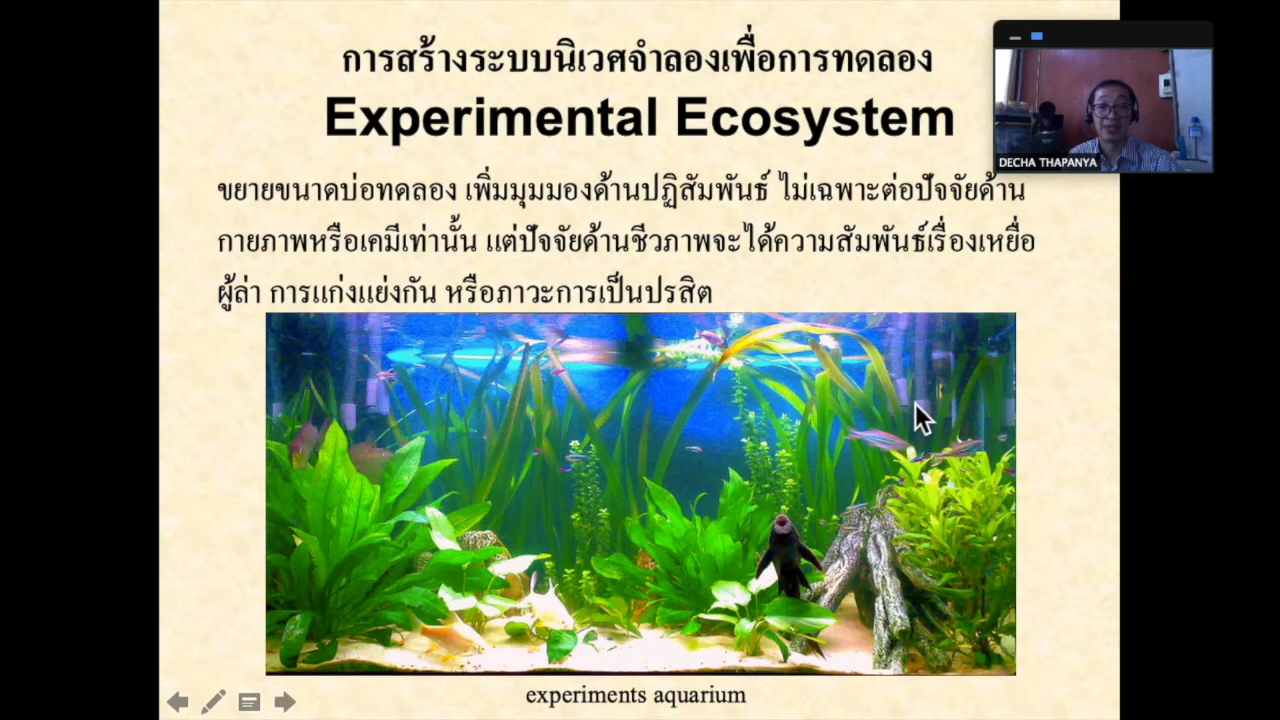 การสร้างระบบนิเวศจำลองเพื่อการทดลอง
Experimental Ecosystem
DECHA THAPANYA
ขยายขนาดบ่อทดลอง เพิ่มมุมมองด้านปฏิสัมพันธ์ ไม่เฉพาะต่อปัจจัยด้าน
กายภาพหรือเคมีเท่านั้น แต่ปัจจัยด้านชีวภาพจะได้ความสัมพันธ์เรื่องเหยื่อ
ผู้ล่า การแก่งแย่งกัน หรือภาวะการเป็นปรสิต
experiments aquarium